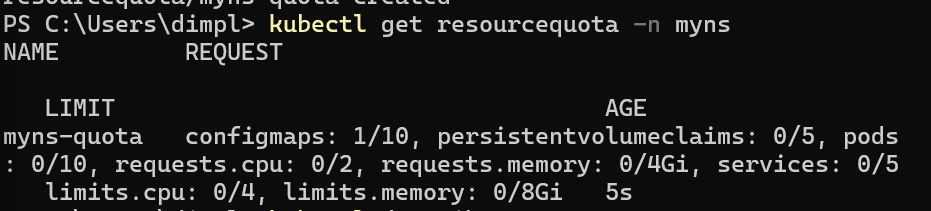 resourcequota/myns-quota created
PS C:\Users\dimpl> kubectl get resourcequota -n myns
NAME         REQUEST
LIMIT                                   AGE
myns-quota   configmaps: 1/10, persistentvolumeclaims: 0/5, pods
: 0/10, requests.cpu: 0/2, requests.memory: 0/4Gi, services: 0/5
limits.cpu: 0/4, limits.memory: 0/8Gi   5s